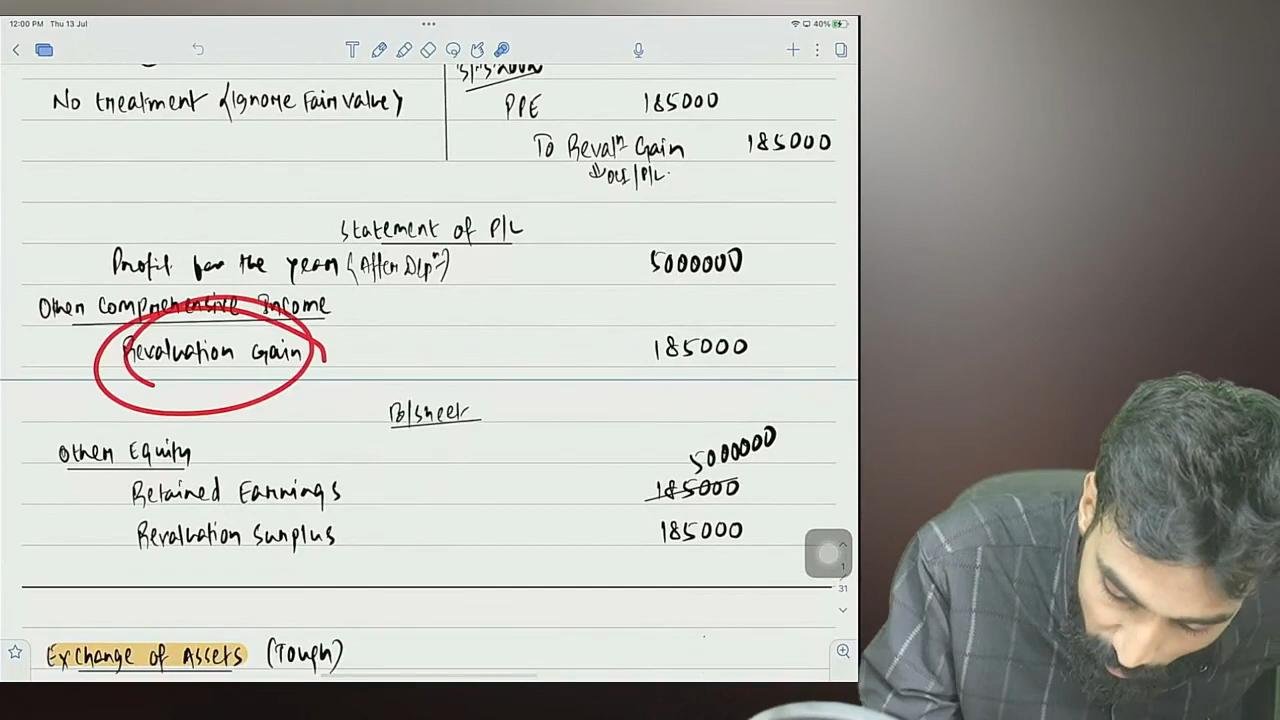 12:00 PM Thu 13 Jul
40%
No treatment {Ignore Fair Value}
PPE 185000
To Revalⁿ Gain 185000
OCI/P/L.
Statement of P/L
Profit for the year {After Depⁿ} 5000000
Other Comprehensive Income
Revaluation Gain 185000
B/Sheet
Other Equity
5000000
Retained Earnings 185000
Revaluation Surplus 185000
1
31
Exchange of Assets (Tough)